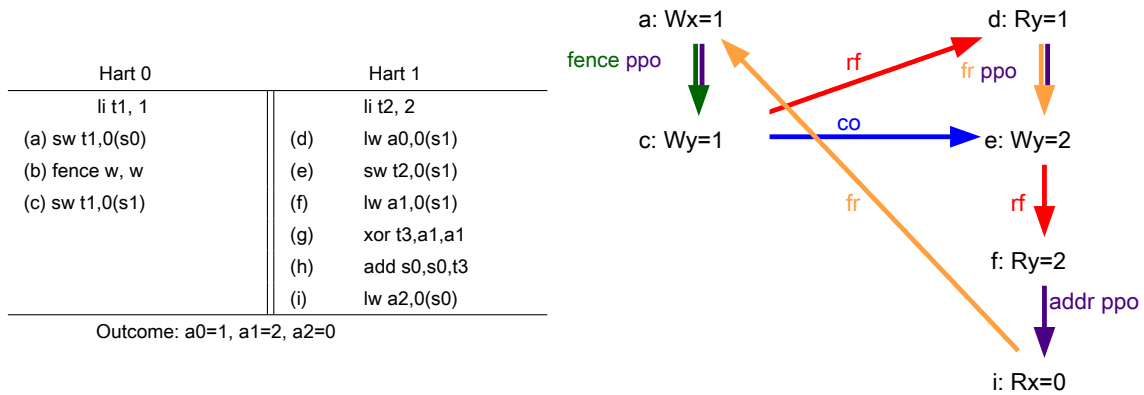 Hart 0 Hart 1
li t1, 1 li t2, 2
(a) sw t1,0(s0) (d) lw a0,0(s1)
(b) fence w, w (e) sw t2,0(s1)
(c) sw t1,0(s1) (f) lw a1,0(s1)
(g) xor t3,a1,a1
(h) add s0,s0,t3
(i) lw a2,0(s0)
Outcome: a0=1, a1=2, a2=0
a: Wx=1 d: Ry=1
fence ppo rf fr ppo
co
c: Wy=1 e: Wy=2
fr rf
f: Ry=2
addr ppo
i: Rx=0